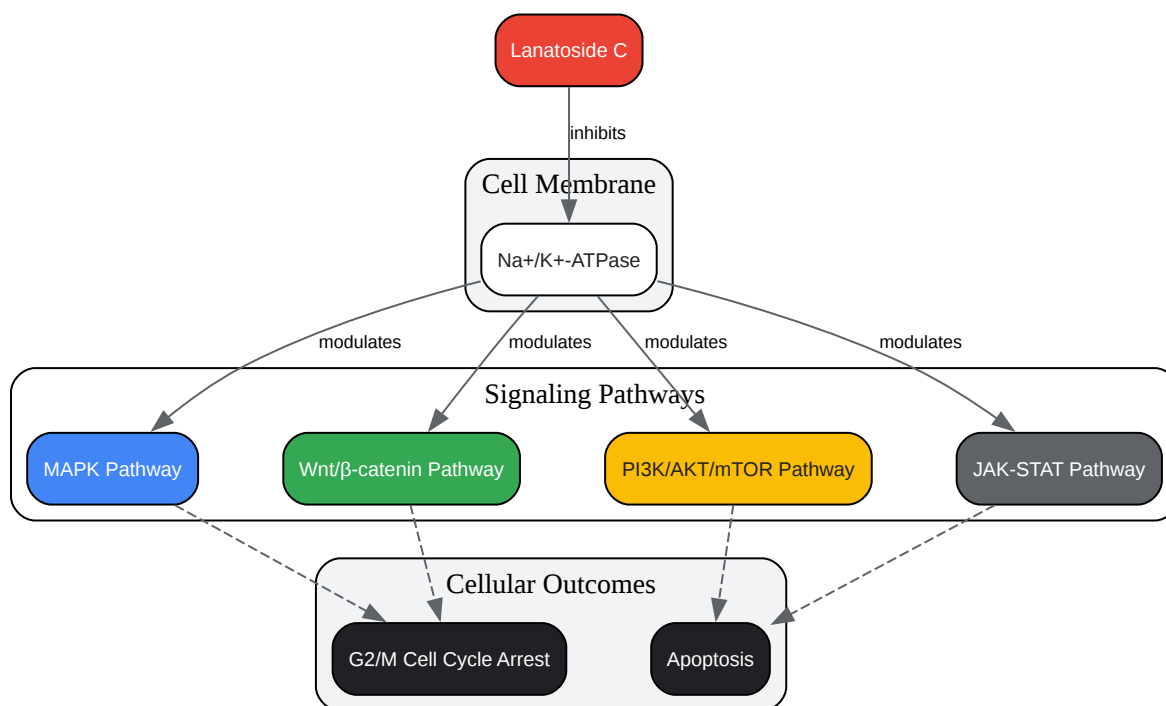 Lanatoside C
inhibits
Cell Membrane
Na+/K+-ATPase
modulates
modulates
modulates
modulates
Signaling Pathways
MAPK Pathway
Wnt/β-catenin Pathway
PI3K/AKT/mTOR Pathway
JAK-STAT Pathway
Cellular Outcomes
G2/M Cell Cycle Arrest
Apoptosis